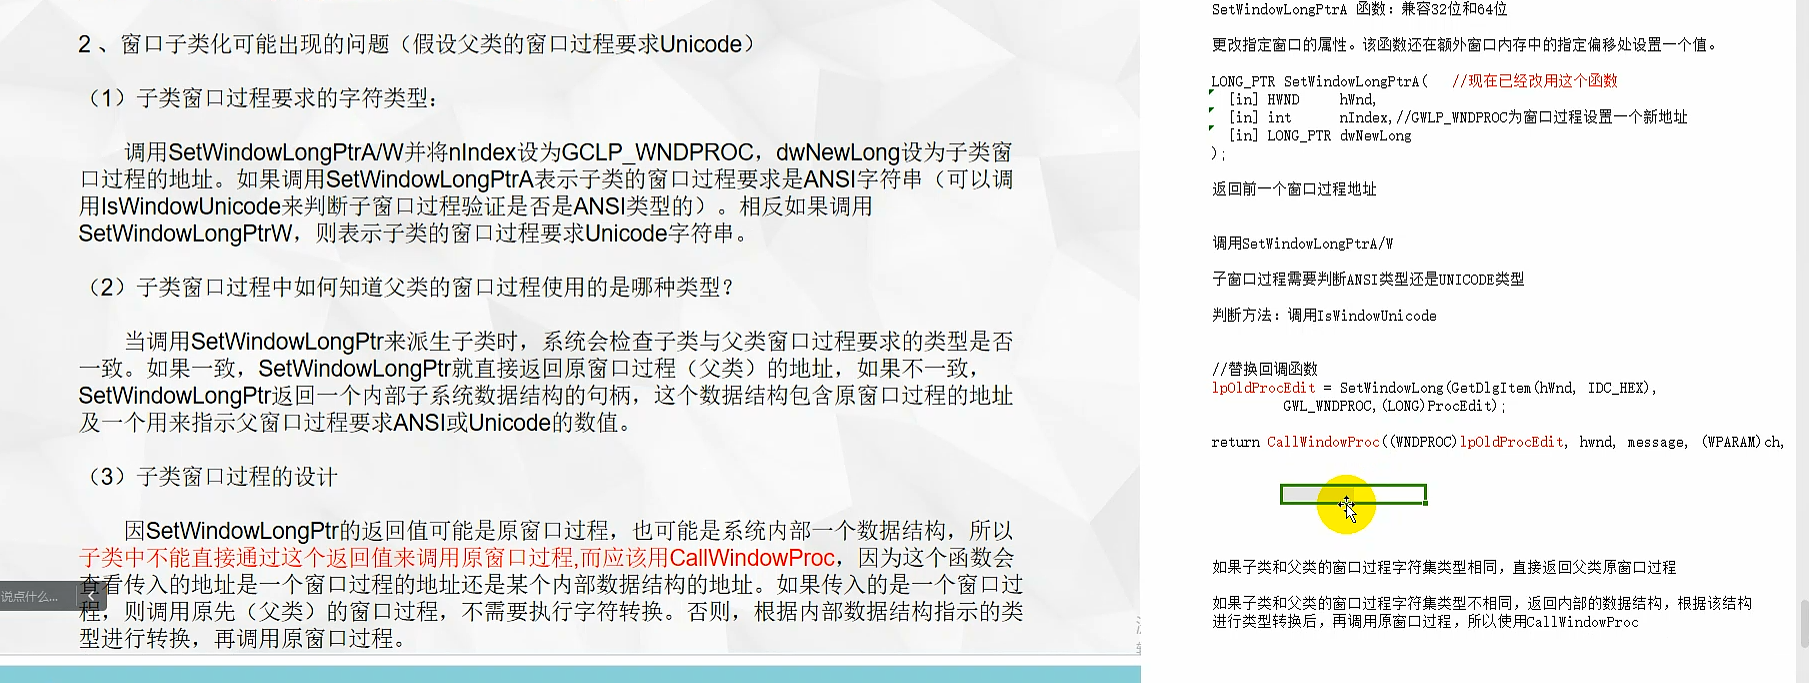 2 、窗口子类化可能出现的问题（假设父类的窗口过程要求Unicode）
（1）子类窗口过程要求的字符类型：
调用SetWindowLongPtrA/W并将nIndex设为GCLP_WNDPROC，dwNewLong设为子类窗
口过程的地址。如果调用SetWindowLongPtrA表示子类的窗口过程要求是ANSI字符串（可以调
用IsWindowUnicode来判断子窗口过程验证是否是ANSI类型的）。相反如果调用
SetWindowLongPtrW，则表示子类的窗口过程要求Unicode字符串。
（2）子类窗口过程中如何知道父类的窗口过程使用的是哪种类型？
当调用SetWindowLongPtr来派生子类时，系统会检查子类与父类窗口过程要求的类型是否
一致。如果一致，SetWindowLongPtr就直接返回原窗口过程（父类）的地址，如果不一致，
SetWindowLongPtr返回一个内部子系统数据结构的句柄，这个数据结构包含原窗口过程的地址
及一个用来指示父窗口过程要求ANSI或Unicode的数值。
（3）子类窗口过程的设计
因SetWindowLongPtr的返回值可能是原窗口过程，也可能是系统内部一个数据结构，所以
子类中不能直接通过这个返回值来调用原窗口过程,而应该用CallWindowProc，因为这个函数会
查看传入的地址是一个窗口过程的地址还是某个内部数据结构的地址。如果传入的是一个窗口过
程，则调用原先（父类）的窗口过程，不需要执行字符转换。否则，根据内部数据结构指示的类
型进行转换，再调用原窗口过程。
说点什么...
SetWindowLongPtrA 函数：兼容32位和64位
更改指定窗口的属性。该函数还在额外窗口内存中的指定偏移处设置一个值。
LONG_PTR SetWindowLongPtrA( //现在已经改用这个函数
[in] HWND hWnd,
[in] int nIndex,//GWLP_WNDPROC为窗口过程设置一个新地址
[in] LONG_PTR dwNewLong
);
返回前一个窗口过程地址
调用SetWindowLongPtrA/W
子窗口过程需要判断ANSI类型还是UNICODE类型
判断方法：调用IsWindowUnicode
//替换回调函数
lpOldProcEdit = SetWindowLong(GetDlgItem(hWnd, IDC_HEX),
GWL_WNDPROC,(LONG)ProcEdit);
return CallWindowProc((WNDPROC)lpOldProcEdit, hwnd, message, (WPARAM)ch,
如果子类和父类的窗口过程字符集类型相同，直接返回父类原窗口过程
如果子类和父类的窗口过程字符集类型不相同，返回内部的数据结构，根据该结构
进行类型转换后，再调用原窗口过程，所以使用CallWindowProc